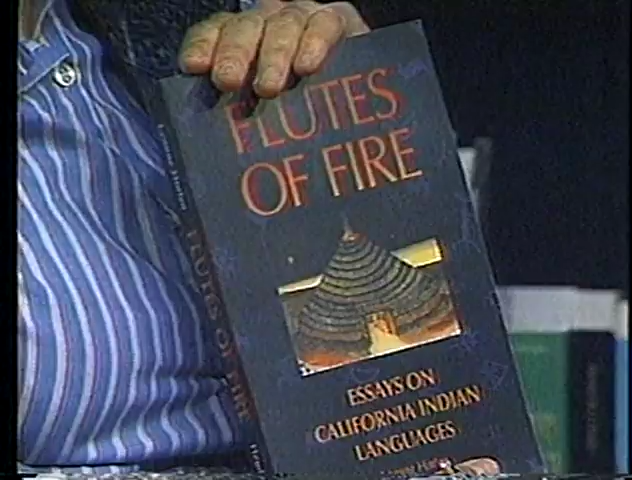 FLUTES
OF FIRE
ESSAYS ON
CALIFORNIA INDIAN
LANGUAGES
FLUTES OF FIRE